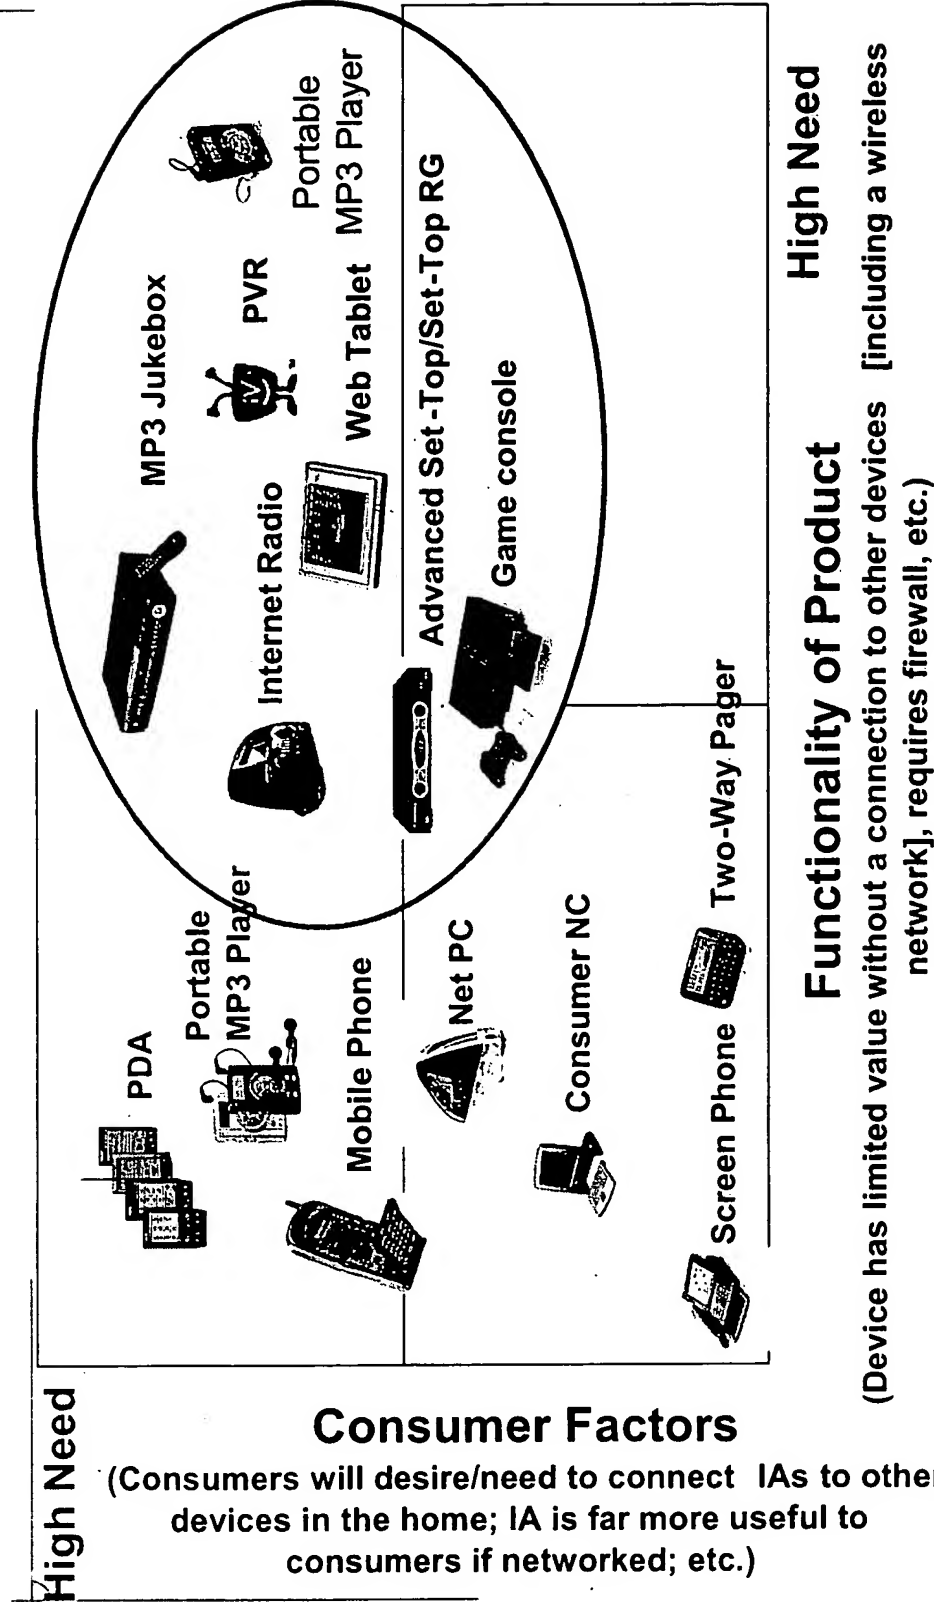 High Need
Consumer Factors
(Consumers will desire/need to connect IAs to other
devices in the home; IA is far more useful to
consumers if networked; etc.)
PDA
Portable
MP3 Player
Mobile Phone
MP3 Jukebox
Internet Radio
PVR
Web Tablet
Portable
MP3 Player
Advanced Set-Top/Set-Top RG
Game console
Net PC
Consumer NC
Screen Phone
Two-Way Pager
High Need
Functionality of Product
(Device has limited value without a connection to other devices [including a wireless
network], requires firewall, etc.)